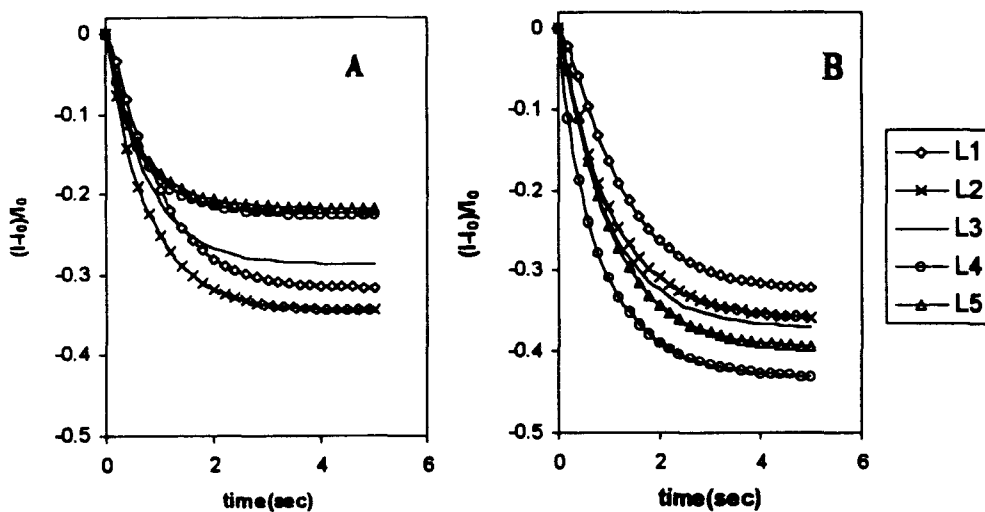 A
0
-0.1
-0.2
-0.3
-0.4
-0.5
(I-I₀)/I₀
0
2
4
6
time(sec)
B
0
-0.1
-0.2
-0.3
-0.4
-0.5
(I-I₀)/I₀
0
2
4
6
time(sec)
L1
L2
L3
L4
L5